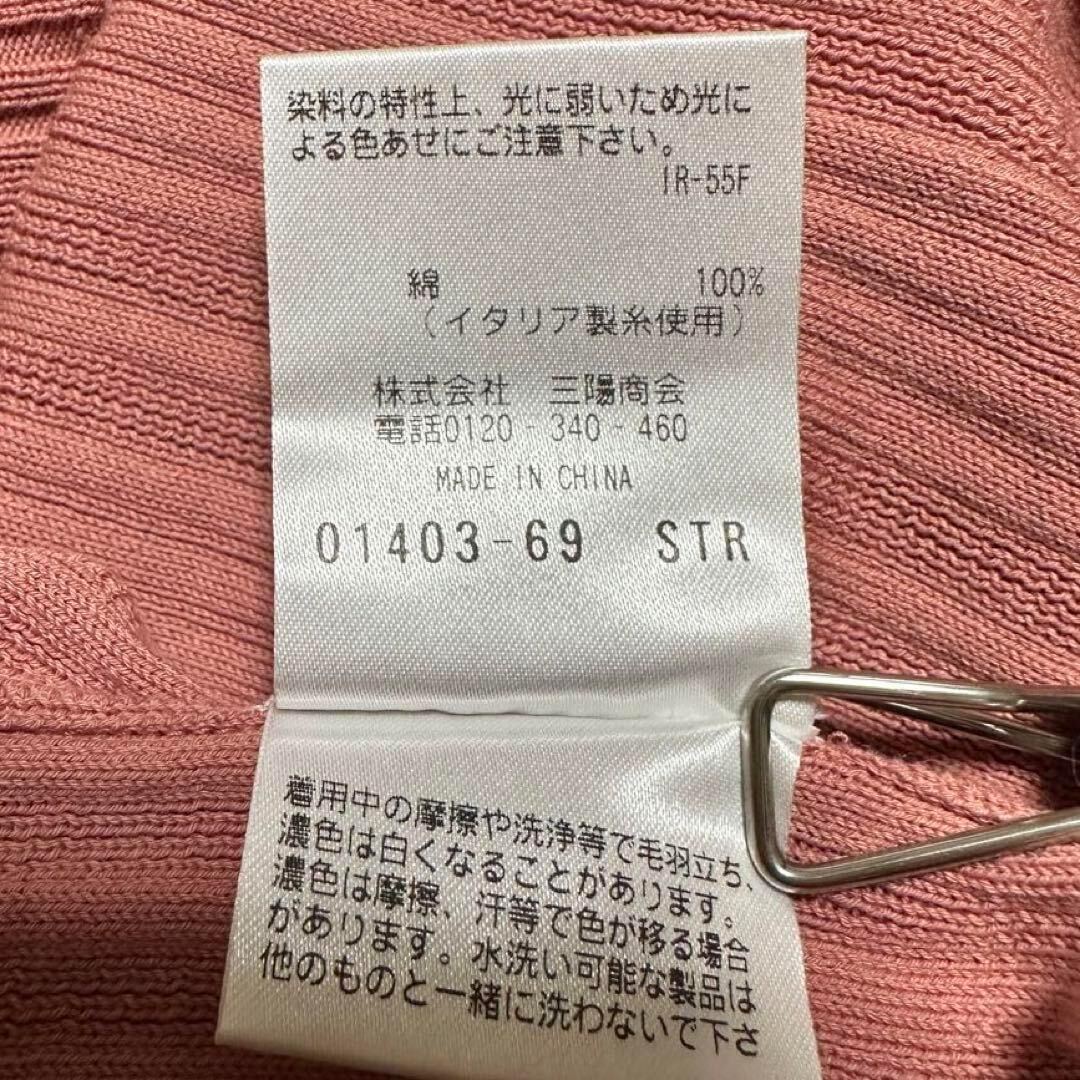 染料の特性上、光に弱いため光に
よる色あせにご注意下さい。
IR-55F
綿 100%
(イタリア製糸使用)
株式会社 三陽商会
電話0120-340-460
MADE IN CHINA
01403-69 STR
着用中の摩擦や洗浄等で毛羽立ち、
濃色は白くなることがあります。
濃色は摩擦、汗等で色が移る場合
があります。水洗い可能な製品は
他のものと一緒に洗わないで下さ